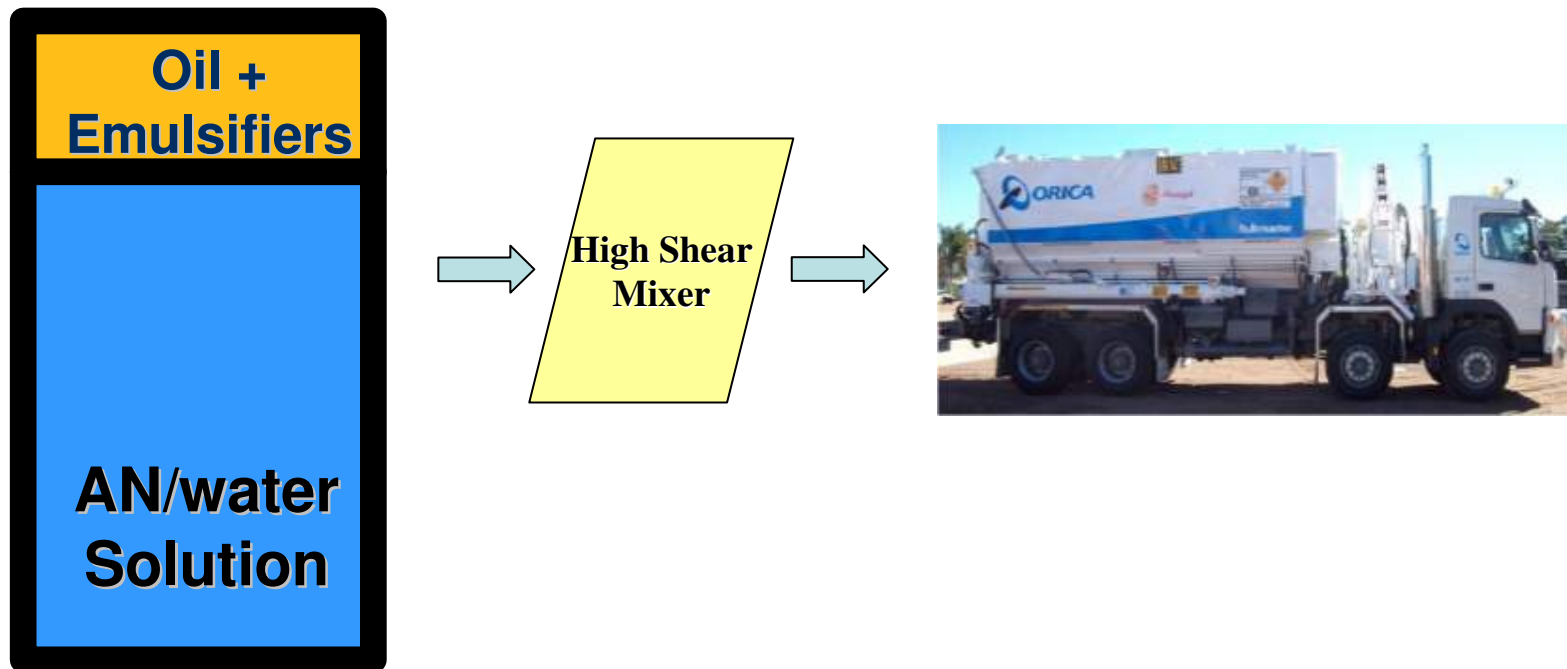 Oil +
Emulsifiers
AN/water
Solution
High Shear
Mixer
ORICA